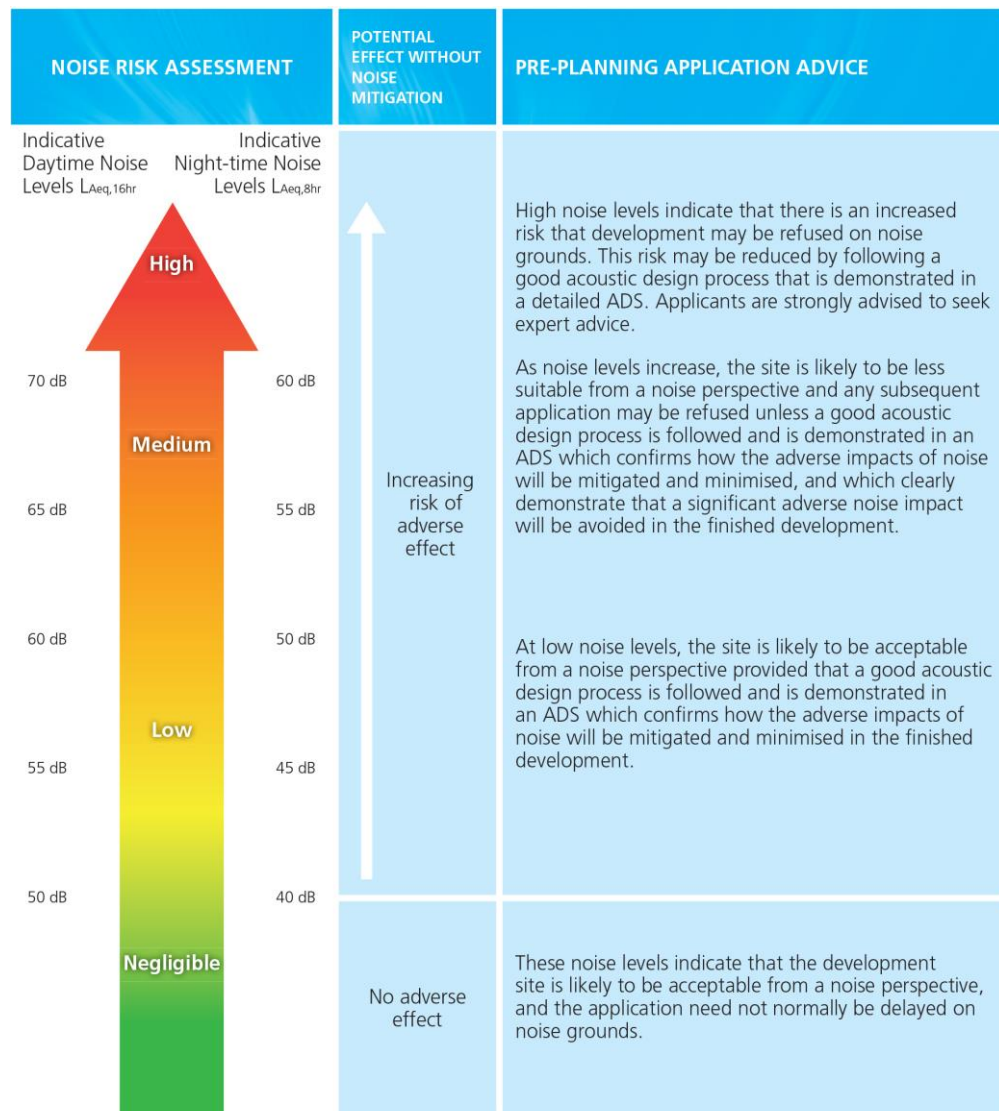 NOISE RISK ASSESSMENT
POTENTIAL
EFFECT WITHOUT
NOISE
MITIGATION
PRE-PLANNING APPLICATION ADVICE
Indicative
Daytime Noise
Levels LAeq,16hr
Indicative
Night-time Noise
Levels LAeq,8hr
High
70 dB
60 dB
Medium
65 dB
55 dB
60 dB
50 dB
Low
55 dB
45 dB
50 dB
40 dB
Negligible
Increasing
risk of
adverse
effect
No adverse
effect
High noise levels indicate that there is an increased
risk that development may be refused on noise
grounds. This risk may be reduced by following a
good acoustic design process that is demonstrated in
a detailed ADS. Applicants are strongly advised to seek
expert advice.
As noise levels increase, the site is likely to be less
suitable from a noise perspective and any subsequent
application may be refused unless a good acoustic
design process is followed and is demonstrated in an
ADS which confirms how the adverse impacts of noise
will be mitigated and minimised, and which clearly
demonstrate that a significant adverse noise impact
will be avoided in the finished development.
At low noise levels, the site is likely to be acceptable
from a noise perspective provided that a good acoustic
design process is followed and is demonstrated in
an ADS which confirms how the adverse impacts of
noise will be mitigated and minimised in the finished
development.
These noise levels indicate that the development
site is likely to be acceptable from a noise perspective,
and the application need not normally be delayed on
noise grounds.